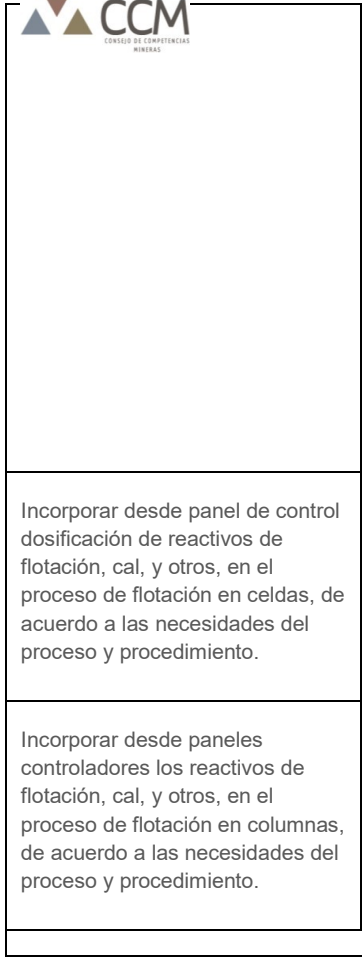 CCM
CONSEJO DE COMPETENCIAS
MINERAS
Incorporar desde panel de control
dosificación de reactivos de
flotación, cal, y otros, en el
proceso de flotación en celdas, de
acuerdo a las necesidades del
proceso y procedimiento.
Incorporar desde paneles
controladores los reactivos de
flotación, cal, y otros, en el
proceso de flotación en columnas,
de acuerdo a las necesidades del
proceso y procedimiento.